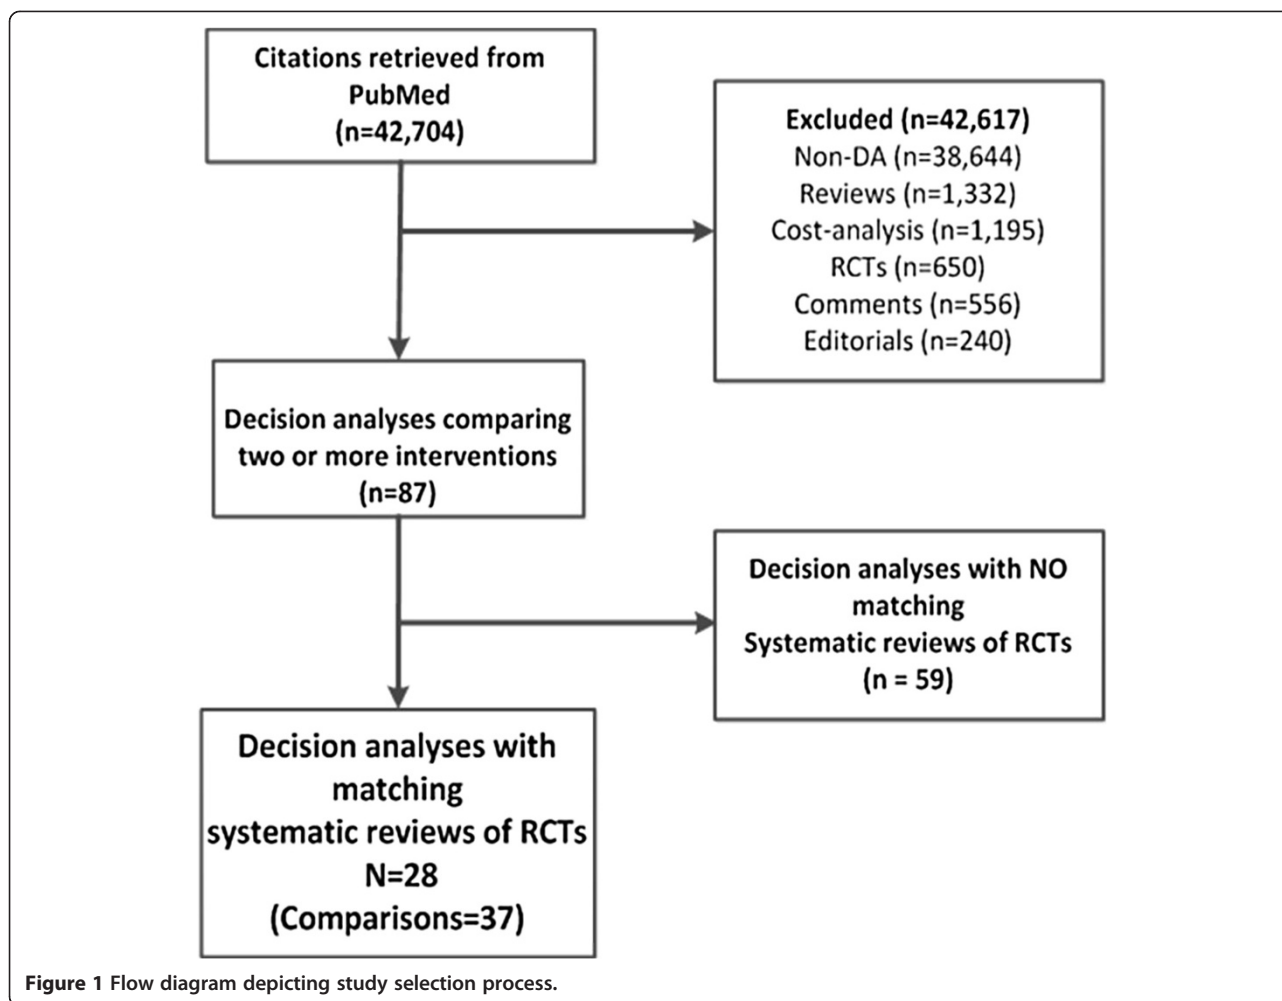 Citations retrieved from
PubMed
(n=42,704)
Excluded (n=42,617)
Non-DA (n=38,644)
Reviews (n=1,332)
Cost-analysis (n=1,195)
RCTs (n=650)
Comments (n=556)
Editorials (n=240)
Decision analyses comparing
two or more interventions
(n=87)
Decision analyses with NO
matching
Systematic reviews of RCTs
(n = 59)
Decision analyses with
matching
systematic reviews of RCTs
N=28
(Comparisons=37)
Figure 1 Flow diagram depicting study selection process.